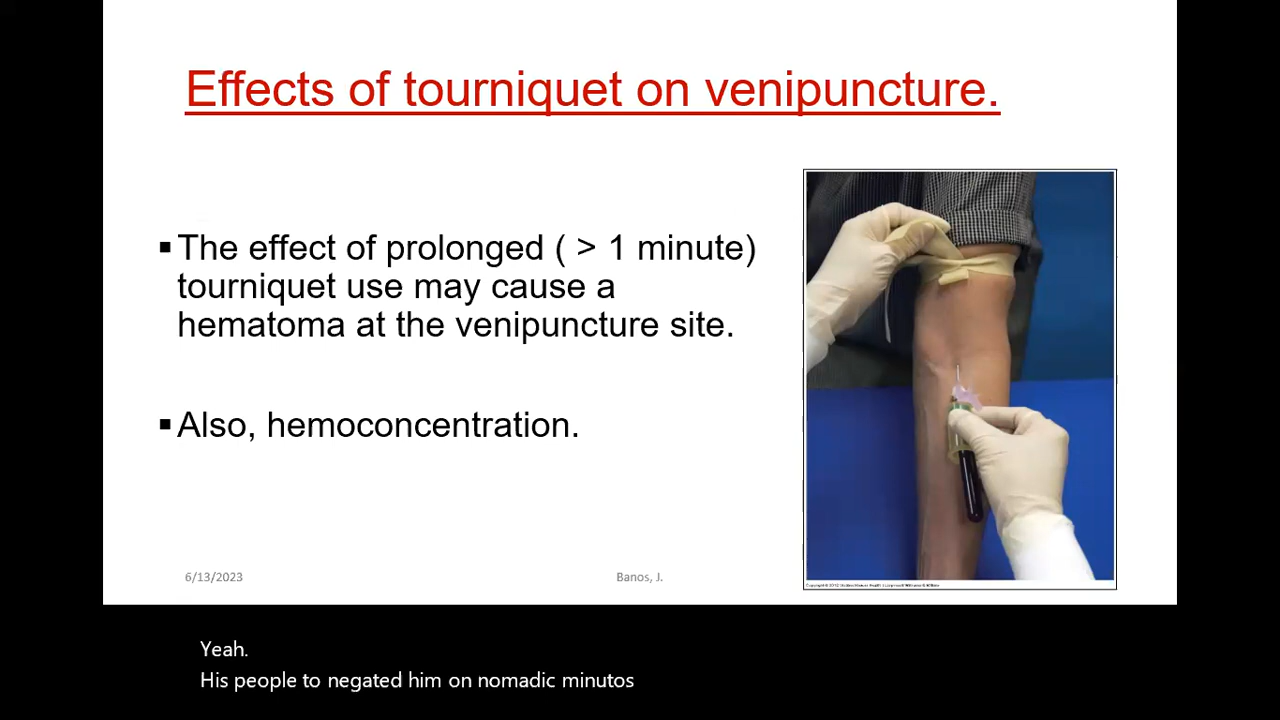 Effects of tourniquet on venipuncture.
▪The effect of prolonged ( > 1 minute)
tourniquet use may cause a
hematoma at the venipuncture site.
▪Also, hemoconcentration.
6/13/2023
Banos, J.
Yeah.
His people to negated him on nomadic minutos